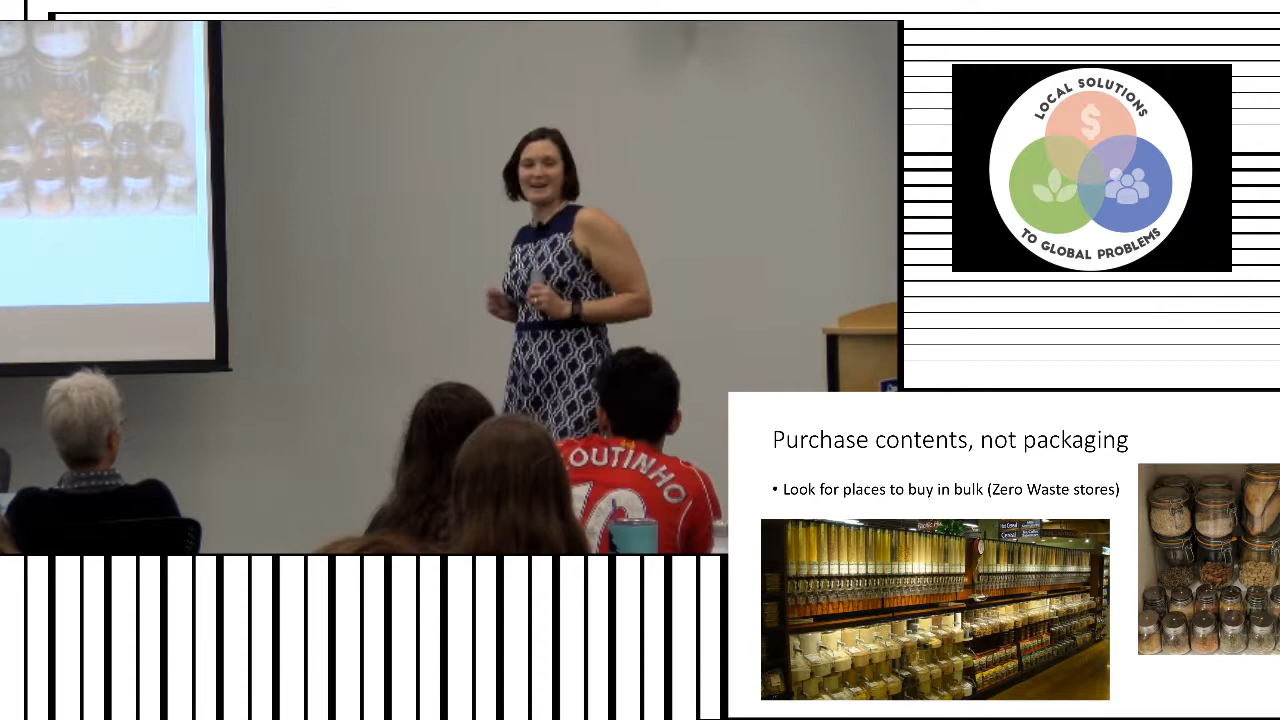 LOCAL SOLUTIONS
$
TO GLOBAL PROBLEMS
OUTINHO
10
Purchase contents, not packaging
• Look for places to buy in bulk (Zero Waste stores)